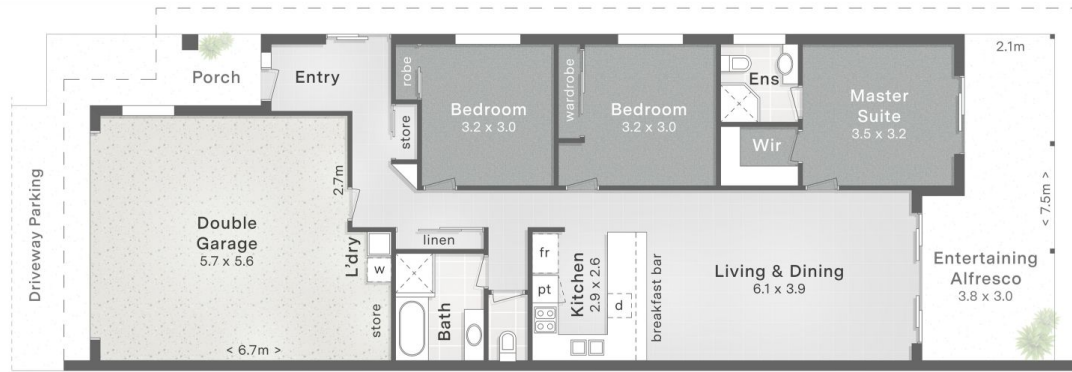 2.1m
Porch
Entry
robe
Bedroom
3.2 x 3.0
wardrobe
Bedroom
3.2 x 3.0
Ens
Master
Suite
3.5 x 3.2
store
Wir
2.7m
Driveway Parking
Double
Garage
5.7 x 5.6
L'dry
w
store
< 6.7m >
linen
Bath
fr
pt
Kitchen
2.9 x 2.6
d
breakfast bar
Living & Dining
6.1 x 3.9
< 7.5m >
Entertaining
Alfresco
3.8 x 3.0